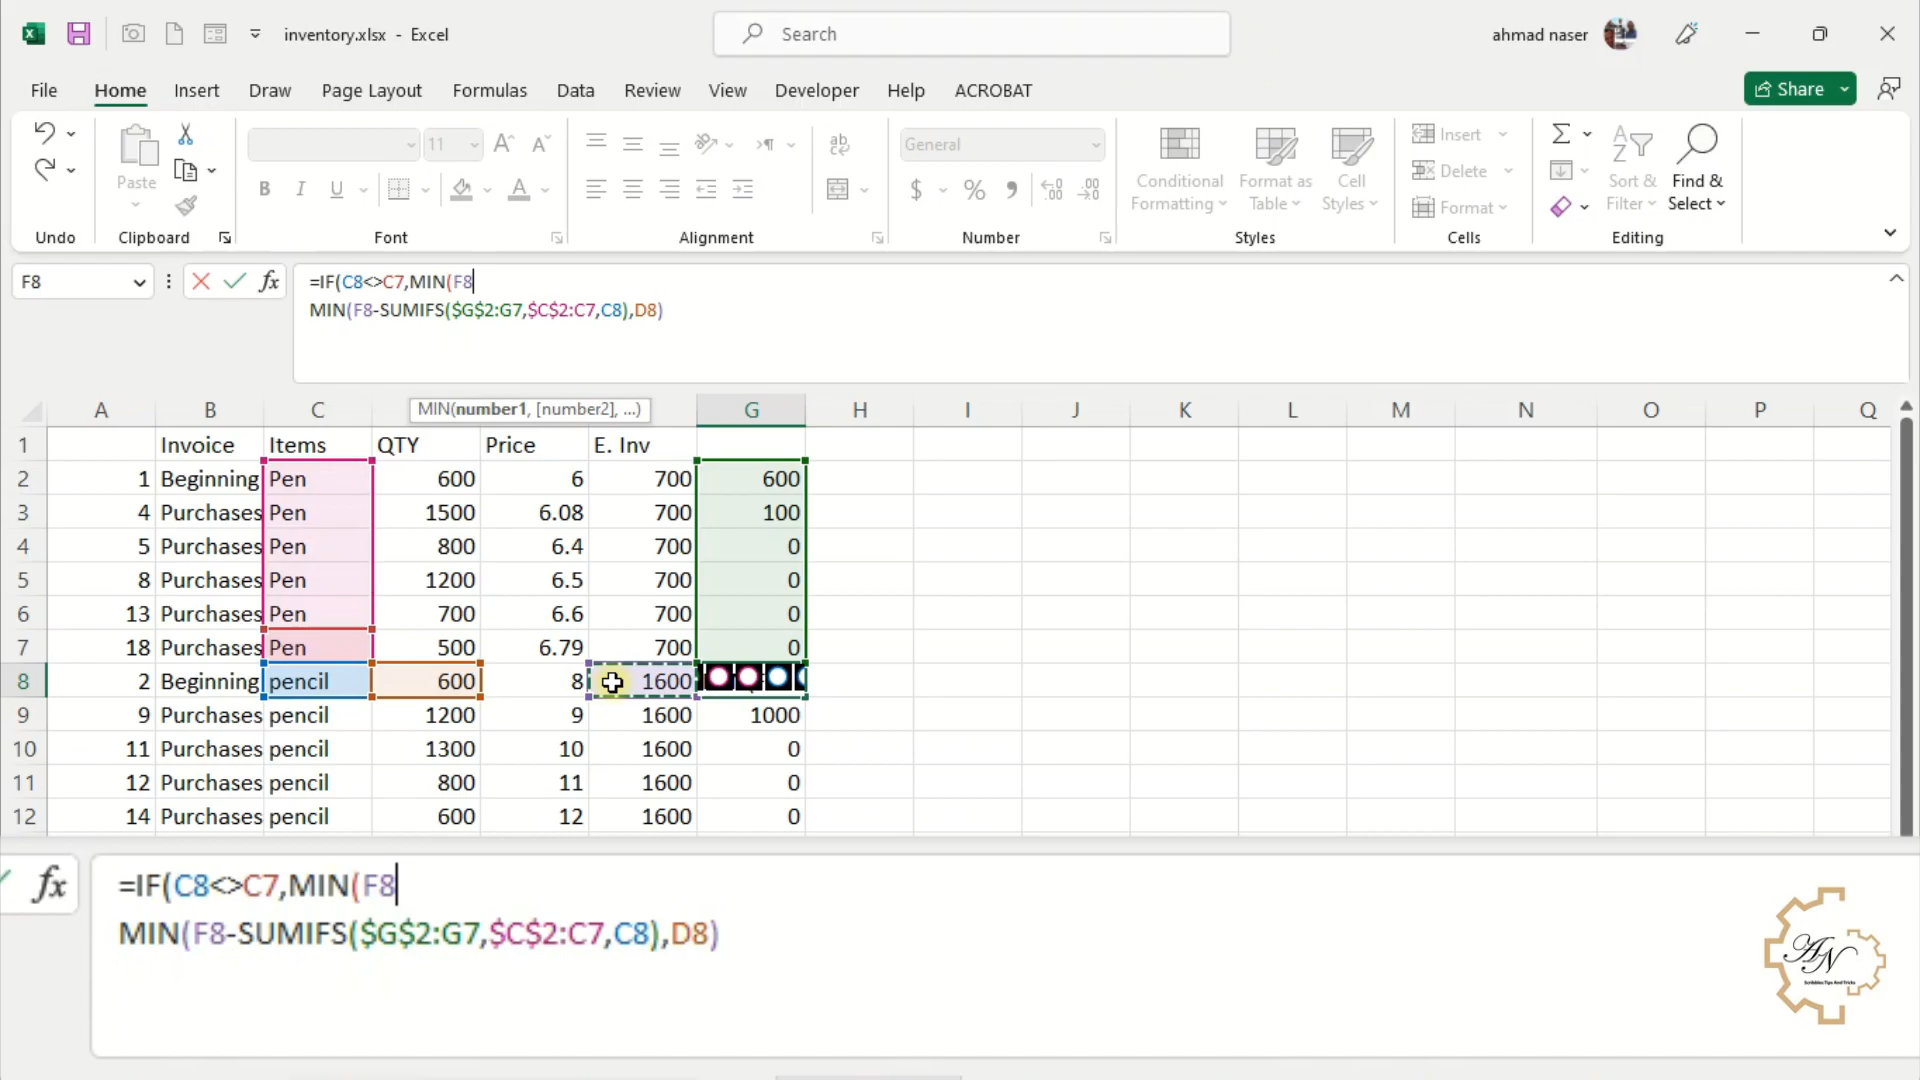 inventory.xlsx - Excel
Search
ahmad naser
File Home Insert Draw Page Layout Formulas Data Review View Developer Help ACROBAT
Share
11
General
Paste
Conditional Formatting
Format as Table
Cell Styles
Insert
Delete
Format
Sort & Filter
Find & Select
Undo Clipboard Font Alignment Number Styles Cells Editing
F8
=IF(C8<>C7,MIN(F8
MIN(F8-SUMIFS($G$2:G7,$C$2:C7,C8),D8)
MIN(number1, [number2], ...)
A B C G H I J K L M N O P Q
1 Invoice Items QTY Price E. Inv
2 1 Beginning Pen 600 6 700 600
3 4 Purchases Pen 1500 6.08 700 100
4 5 Purchases Pen 800 6.4 700 0
5 8 Purchases Pen 1200 6.5 700 0
6 13 Purchases Pen 700 6.6 700 0
7 18 Purchases Pen 500 6.79 700 0
8 2 Beginning pencil 600 8 1600
9 9 Purchases pencil 1200 9 1600 1000
10 11 Purchases pencil 1300 10 1600 0
11 12 Purchases pencil 800 11 1600 0
12 14 Purchases pencil 600 12 1600 0
fx
=IF(C8<>C7,MIN(F8
MIN(F8-SUMIFS($G$2:G7,$C$2:C7,C8),D8)
AN